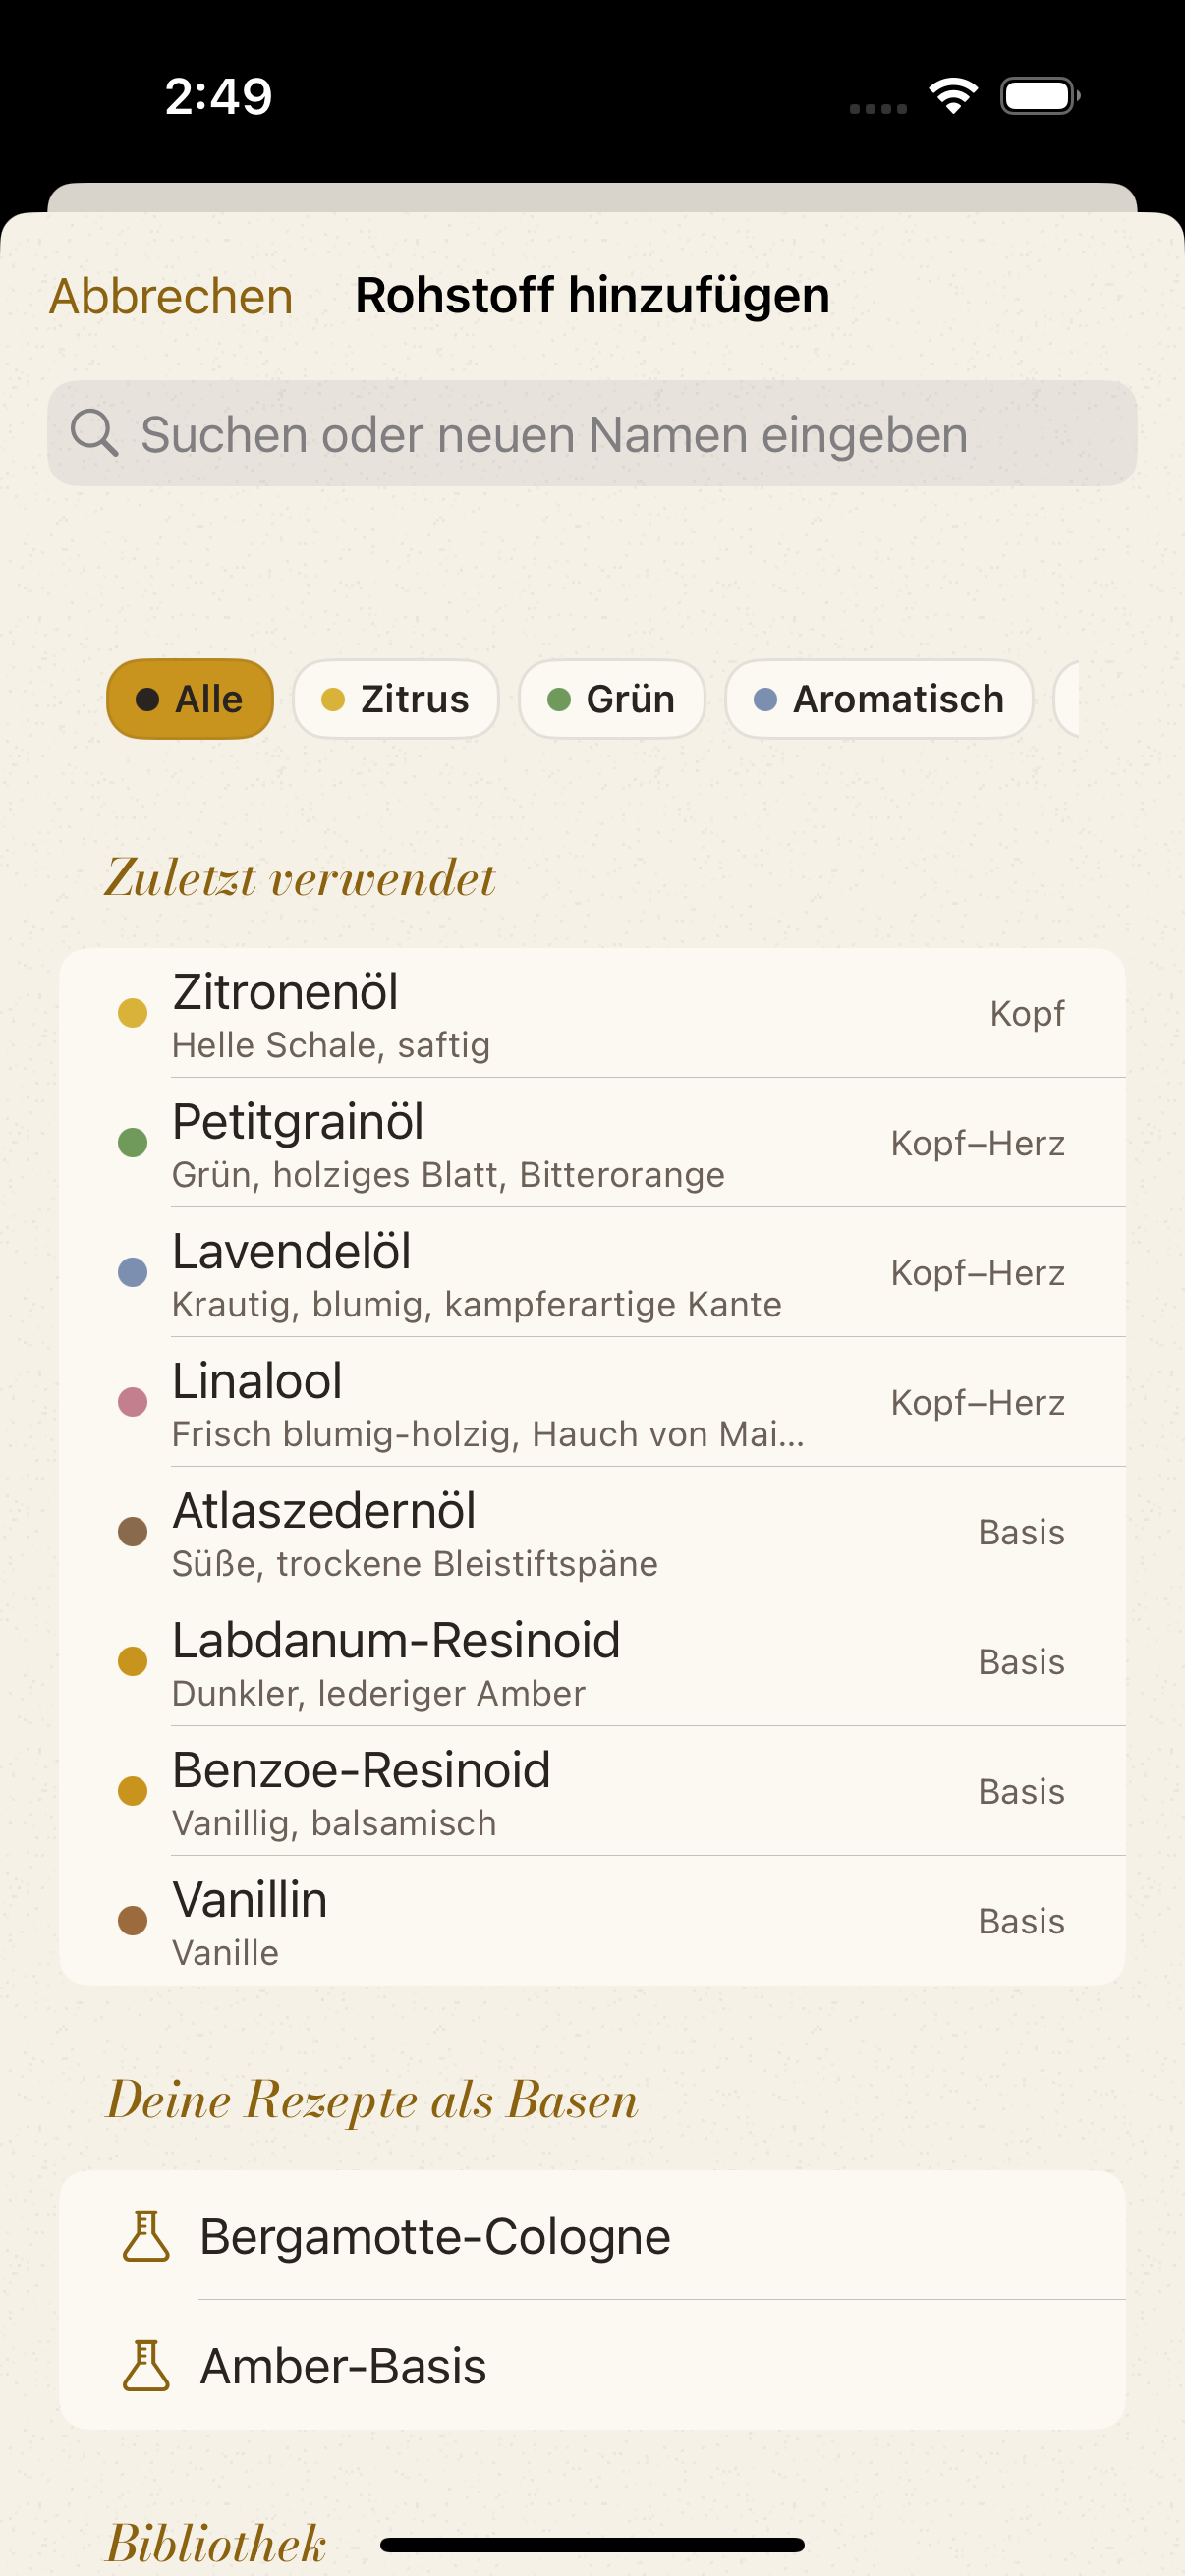 2:49
Abbrechen
Rohstoff hinzufügen
Suchen oder neuen Namen eingeben
Alle
Zitrus
Grün
Aromatisch
Zuletzt verwendet
Zitronenöl
Helle Schale, saftig
Kopf
Petitgrainöl
Grün, holziges Blatt, Bitterorange
Kopf–Herz
Lavendelöl
Krautig, blumig, kampferartige Kante
Kopf–Herz
Linalool
Frisch blumig-holzig, Hauch von Mai...
Kopf–Herz
Atlaszedernöl
Süße, trockene Bleistiftspäne
Basis
Labdanum-Resinoid
Dunkler, lederiger Amber
Basis
Benzoe-Resinoid
Vanillig, balsamisch
Basis
Vanillin
Vanille
Basis
Deine Rezepte als Basen
Bergamotte-Cologne
Amber-Basis
Bibliothek